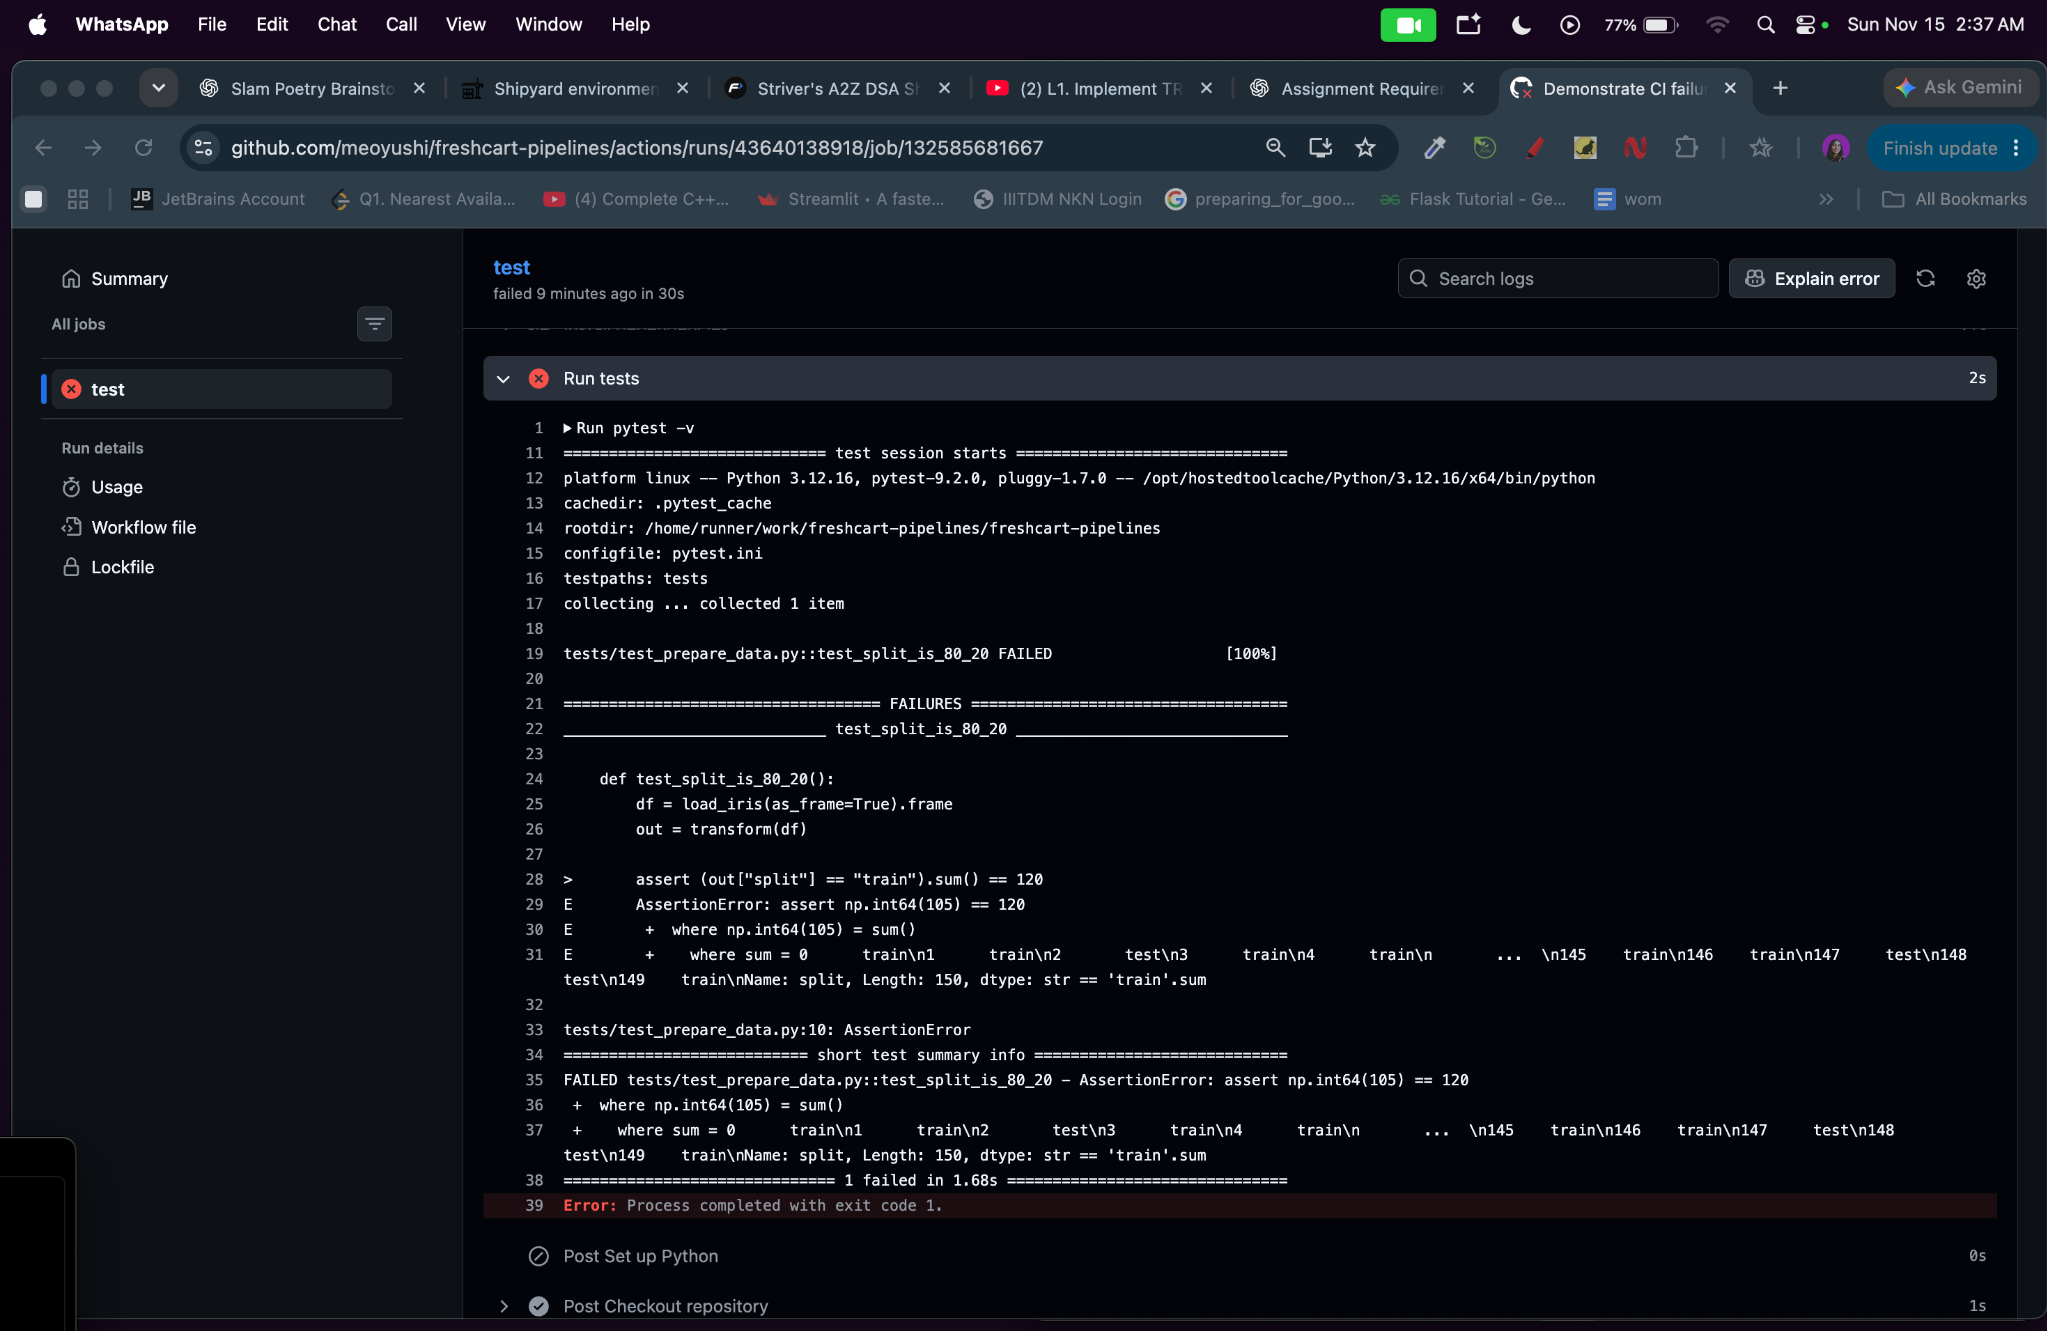 WhatsApp File Edit Chat Call View Window Help 77% Sun Nov 15 2:37 AM
Slam Poetry Brainsto Shipyard environmen Striver's A2Z DSA Sh (2) L1. Implement TR Assignment Requirer Demonstrate CI failu Ask Gemini
github.com/meoyushi/freshcart-pipelines/actions/runs/43640138918/job/132585681667 Finish update
JB JetBrains Account Q1. Nearest Availa... (4) Complete C++... Streamlit • A faste... IIITDM NKN Login preparing_for_goo... Flask Tutorial - Ge... wom All Bookmarks
Summary
All jobs
test
Run details
Usage
Workflow file
Lockfile
test
failed 9 minutes ago in 30s
Search logs
Explain error
Run tests 2s
1 Run pytest -v
11 ============================= test session starts ==============================
12 platform linux -- Python 3.12.16, pytest-9.2.0, pluggy-1.7.0 -- /opt/hostedtoolcache/Python/3.12.16/x64/bin/python
13 cachedir: .pytest_cache
14 rootdir: /home/runner/work/freshcart-pipelines/freshcart-pipelines
15 configfile: pytest.ini
16 testpaths: tests
17 collecting ... collected 1 item
18
19 tests/test_prepare_data.py::test_split_is_80_20 FAILED [100%]
20
21 =================================== FAILURES ===================================
22 _____________________________ test_split_is_80_20 ______________________________
23
24 def test_split_is_80_20():
25 df = load_iris(as_frame=True).frame
26 out = transform(df)
27
28 > assert (out["split"] == "train").sum() == 120
29 E AssertionError: assert np.int64(105) == 120
30 E + where np.int64(105) = sum()
31 E + where sum = 0 train\n1 train\n2 test\n3 train\n4 train\n ... \n145 train\n146 train\n147 test\n148
test\n149 train\nName: split, Length: 150, dtype: str == 'train'.sum
32
33 tests/test_prepare_data.py:10: AssertionError
34 =========================== short test summary info ============================
35 FAILED tests/test_prepare_data.py::test_split_is_80_20 - AssertionError: assert np.int64(105) == 120
36 + where np.int64(105) = sum()
37 + where sum = 0 train\n1 train\n2 test\n3 train\n4 train\n ... \n145 train\n146 train\n147 test\n148
test\n149 train\nName: split, Length: 150, dtype: str == 'train'.sum
38 ============================== 1 failed in 1.68s ===============================
39 Error: Process completed with exit code 1.
Post Set up Python 0s
Post Checkout repository 1s